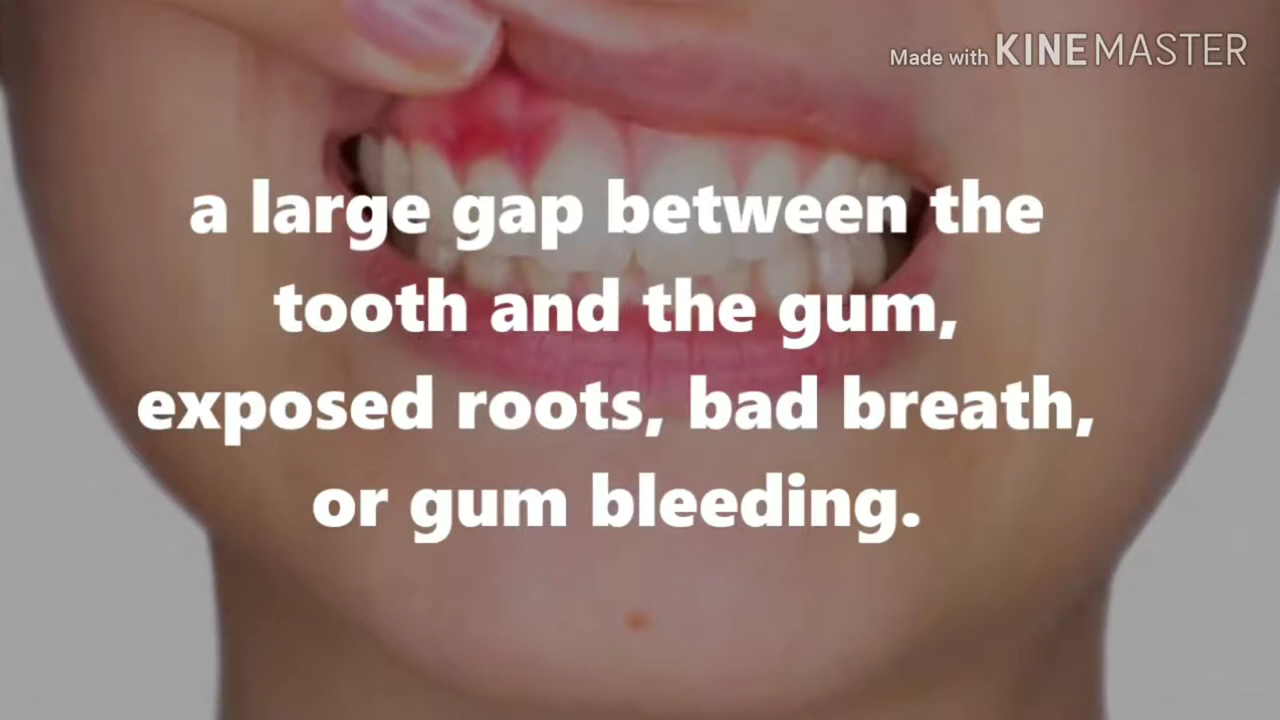 Made with KINEMASTER
a large gap between the
tooth and the gum,
exposed roots, bad breath,
or gum bleeding.